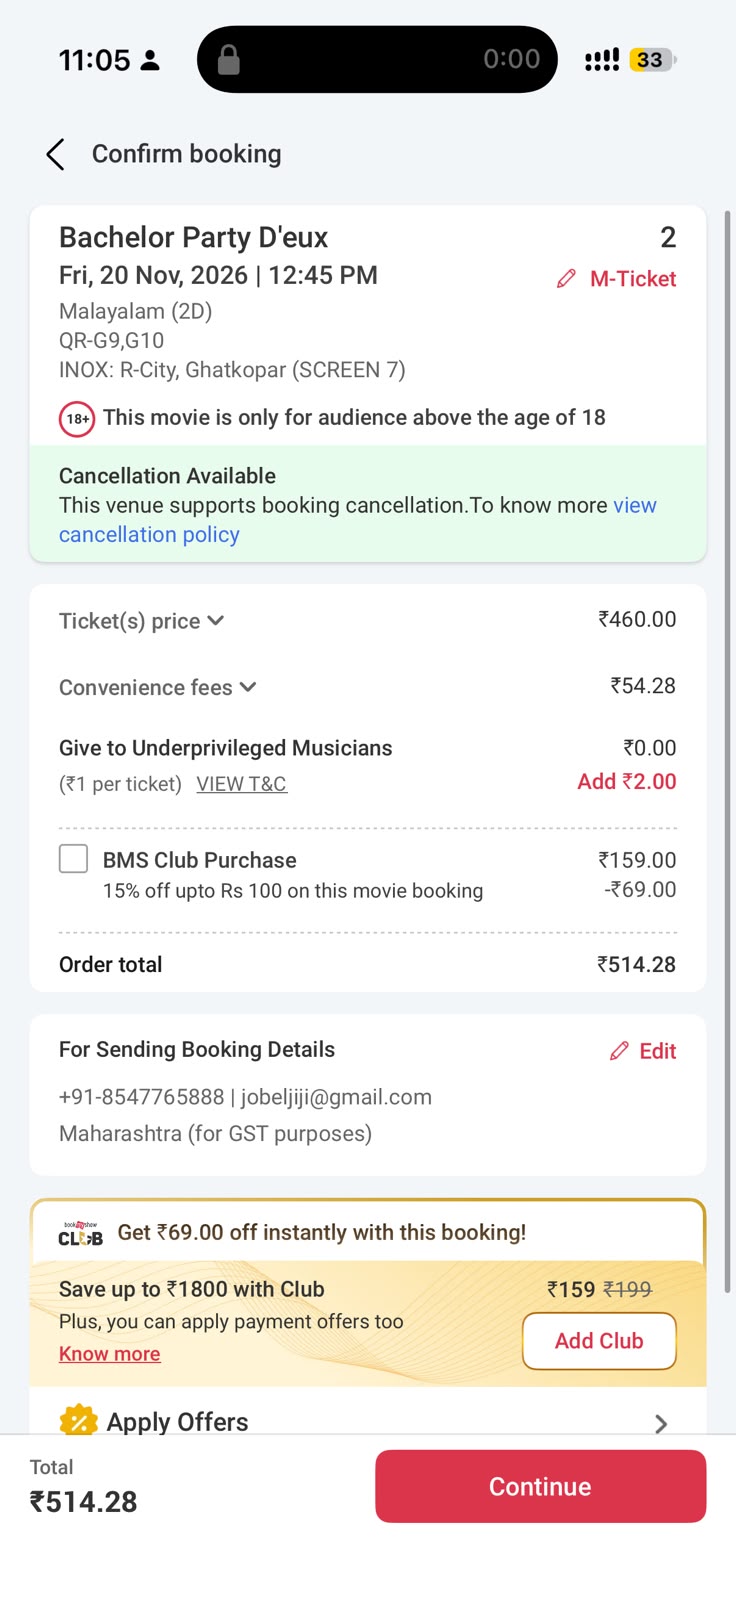 11:05
0:00
33
Confirm booking
Bachelor Party D'eux 2
Fri, 20 Nov, 2026 | 12:45 PM
M-Ticket
Malayalam (2D)
QR-G9,G10
INOX: R-City, Ghatkopar (SCREEN 7)
18+ This movie is only for audience above the age of 18
Cancellation Available
This venue supports booking cancellation.To know more view
cancellation policy
Ticket(s) price ₹460.00
Convenience fees ₹54.28
Give to Underprivileged Musicians ₹0.00
(₹1 per ticket) VIEW T&C Add ₹2.00
BMS Club Purchase ₹159.00
15% off upto Rs 100 on this movie booking -₹69.00
Order total ₹514.28
For Sending Booking Details Edit
+91-8547765888 | jobeljiji@gmail.com
Maharashtra (for GST purposes)
book my show
CLUB Get ₹69.00 off instantly with this booking!
Save up to ₹1800 with Club ₹159 ₹199
Plus, you can apply payment offers too
Know more Add Club
Apply Offers
Total
₹514.28 Continue